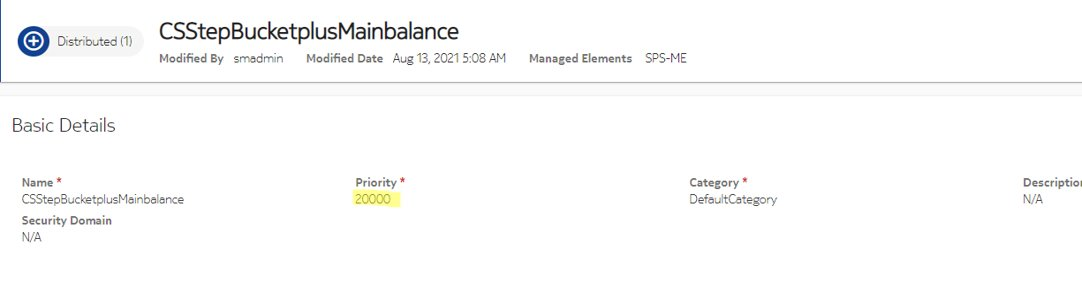 Distributed (1)
CSStepBucketplusMainbalance
Modified By smadmin Modified Date Aug 13, 2021 5:08 AM Managed Elements SPS-ME
Basic Details
Name * Priority * Category * Description
CSStepBucketplusMainbalance 20000 DefaultCategory N/A
Security Domain
N/A